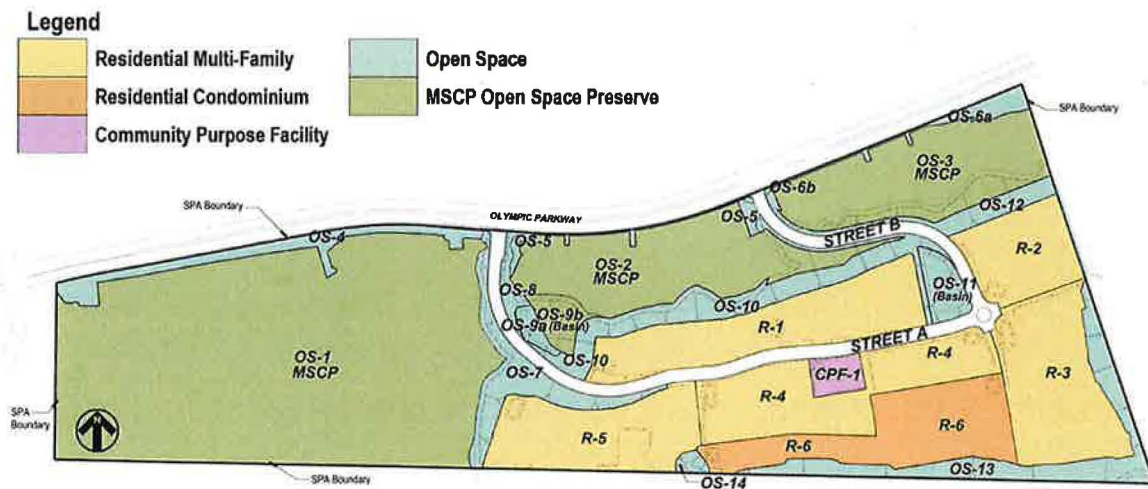 Legend
Residential Multi-Family
Residential Condominium
Community Purpose Facility
Open Space
MSCP Open Space Preserve
SPA Boundary
OS-6a
OS-3
MSCP
OS-6b
SPA Boundary
OLYMPIC PARKWAY
OS-5
OS-12
OS-4
OS-5
STREET B
R-2
OS-2
MSCP
OS-8
OS-11
(Basin)
OS-10
OS-9b
OS-9a (Basin)
R-1
STREET A
OS-1
MSCP
OS-10
OS-7
R-4
CPF-1
R-3
R-4
SPA
Boundary
R-5
R-6
R-6
OS-13
SPA Boundary
OS-14